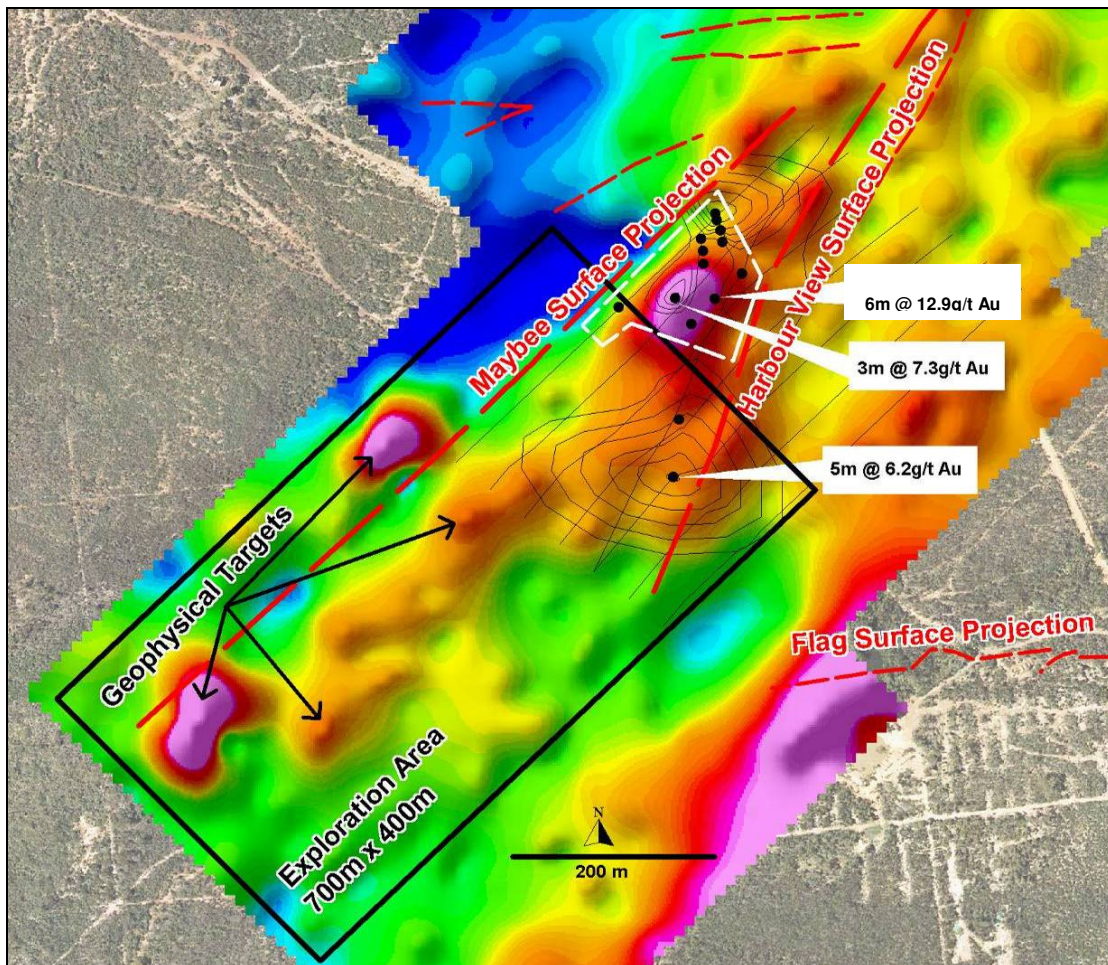 Maybee Surface Projection
Harbour View Surface Projection
6m @ 12.9g/t Au
3m @ 7.3g/t Au
5m @ 6.2g/t Au
Geophysical Targets
Flag Surface Projection
Exploration Area
700m x 400m
N
200 m